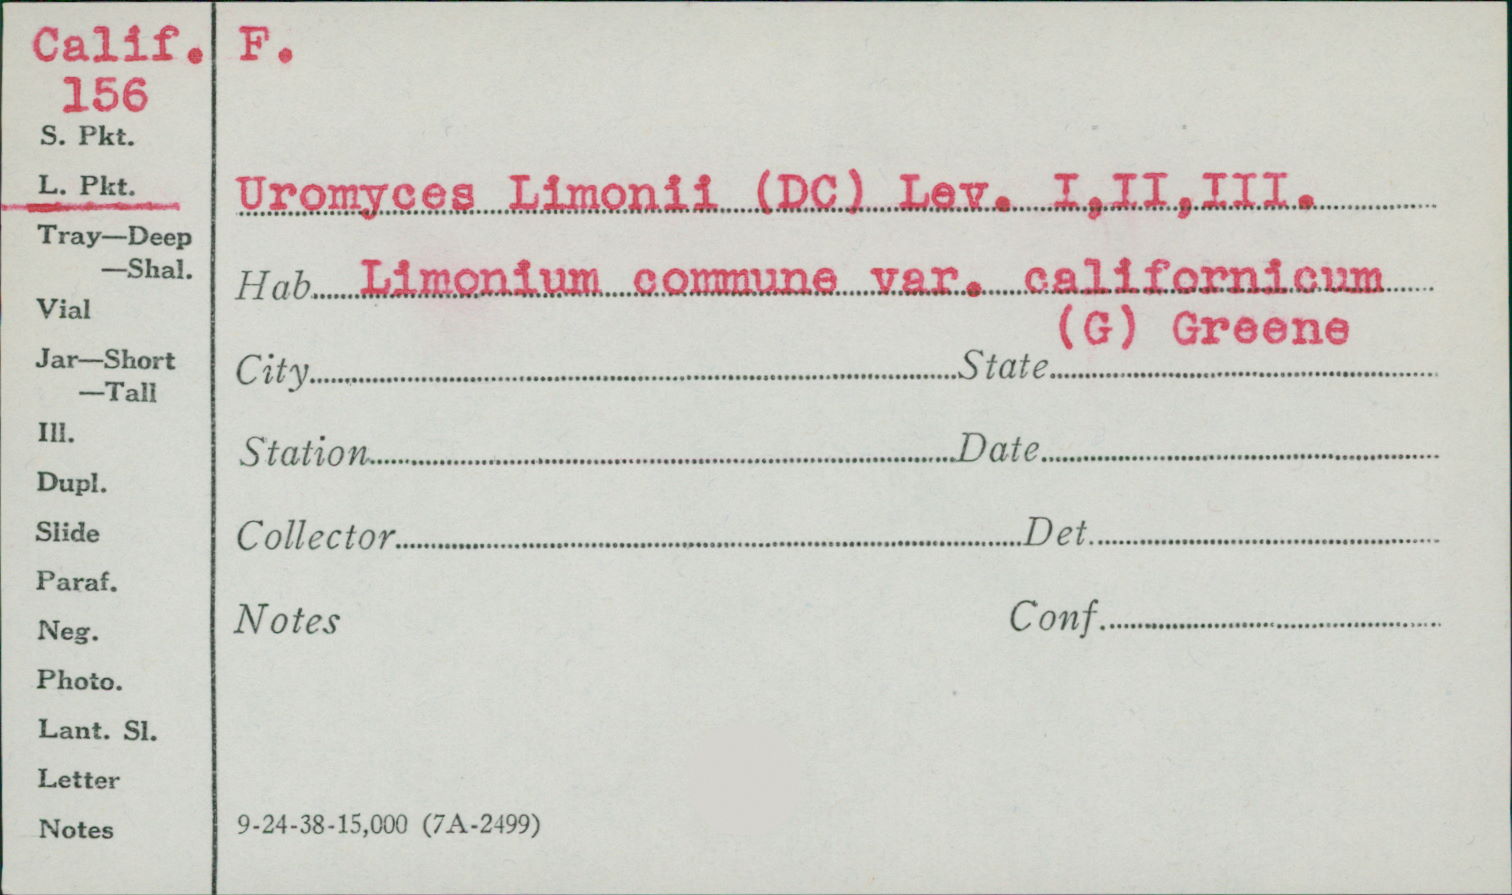 Calif. F.
156
S. Pkt.
L. Pkt.
Tray—Deep
—Shal.
Vial
Jar—Short
—Tall
Ill.
Dupl.
Slide
Paraf.
Neg.
Photo.
Lant. Sl.
Letter
Notes
Uromyces Limonii (DC) Lev. I,II,III.
Hab. Limonium commune var. californicum
(G) Greene
City State
Station Date
Collector Det.
Notes Conf.
9-24-38-15,000 (7A-2499)